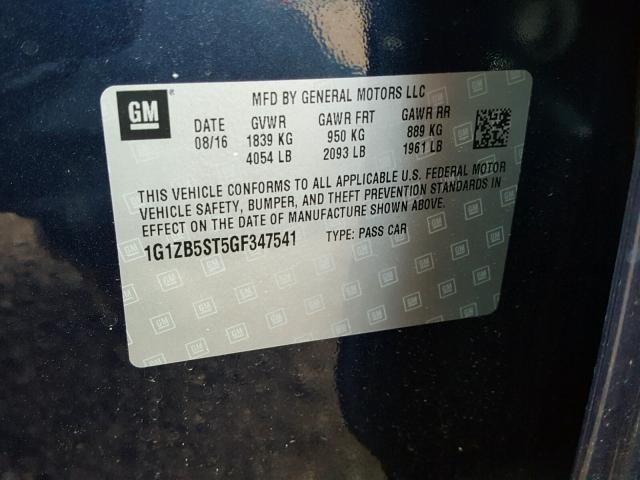 GM
MFD BY GENERAL MOTORS LLC
DATE GVWR GAWR FRT GAWR RR
08/16 1839 KG 950 KG 889 KG
4054 LB 2093 LB 1961 LB
THIS VEHICLE CONFORMS TO ALL APPLICABLE U.S. FEDERAL MOTOR
VEHICLE SAFETY, BUMPER, AND THEFT PREVENTION STANDARDS IN
EFFECT ON THE DATE OF MANUFACTURE SHOWN ABOVE.
1G1ZB5ST5GF347541 TYPE: PASS CAR